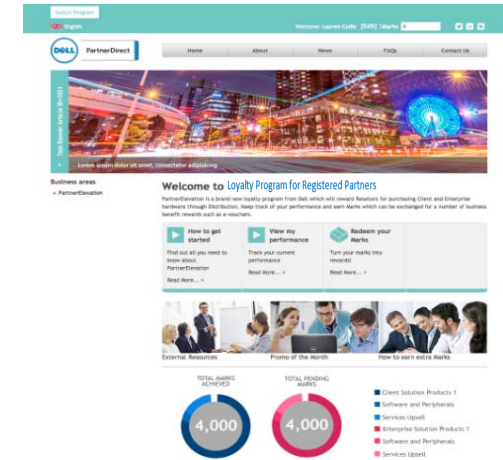 Switch Program
English
Welcome: Lauren Cutts [Edit] |Marks 0
DELL
PartnerDirect
Home
About
News
FAQs
Contact Us
Lorem ipsum dolor sit amet, consectetur adipiscing
Business areas
PartnerElevation
Welcome to Loyalty Program for Registered Partners
PartnerElevation is a brand new loyalty program from Dell which will reward Resellers for purchasing Client and Enterprise
hardware through Distribution. Keep track of your performance and earn Marks which can be exchanged for a number of business
benefit rewards such as e-vouchers.
How to get
started
Find out all you need to
know about
PartnerElevation
Read More... »
View my
performance
Track your current
performance
Read More... »
Redeem your
Marks
Turn your marks into
rewards!
Read More... »
External Resources
Promo of the Month
How to earn extra Marks
TOTAL MARKS
ACHIEVED
4,000
TOTAL PENDING
MARKS
4,000
Client Solution Products 1
Software and Peripherals
Services Upsell
Enterprise Solution Products 1
Software and Peripherals
Services Upsell